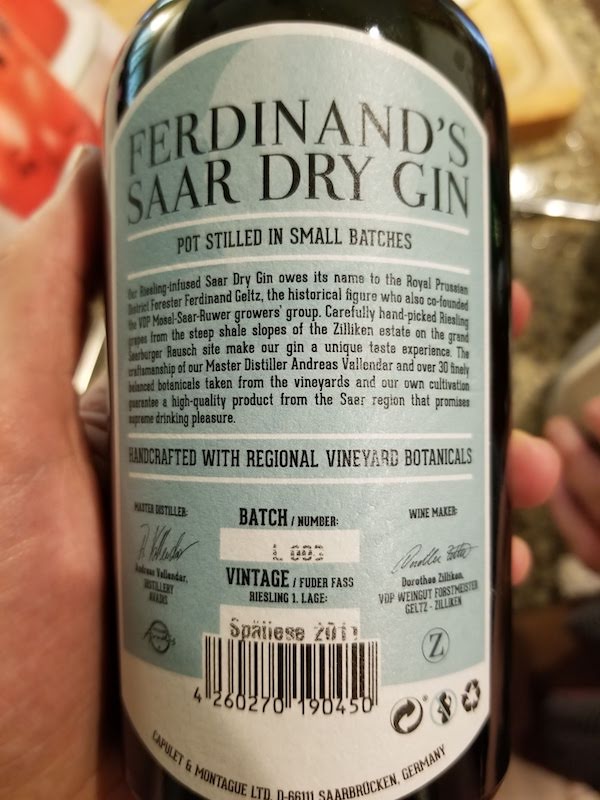 FERDINAND'S
SAAR DRY GIN
POT STILLED IN SMALL BATCHES
Our Riesling-infused Saar Dry Gin owes its name to the Royal Prussian
District Forester Ferdinand Geltz, the historical figure who also co-founded
the VDP Mosel-Saar-Ruwer growers' group. Carefully hand-picked Riesling
grapes from the steep shale slopes of the Zilliken estate on the grand
Saarburger Rausch site make our gin a unique taste experience. The
craftsmanship of our Master Distiller Andreas Vallendar and over 30 finely
balanced botanicals taken from the vineyards and our own cultivation
guarantee a high-quality product from the Saar region that promises
supreme drinking pleasure.
HANDCRAFTED WITH REGIONAL VINEYARD BOTANICALS
MASTER DISTILLER:
Andreas Vallendar,
DISTILLERY
AVADIS
BATCH / NUMBER:
L 003
VINTAGE / FUDER FASS
RIESLING 1. LAGE:
Spätlese 2011
WINE MAKER:
Dorothee Zilliken,
VDP WEINGUT FORSTMEISTER
GELTZ - ZILLIKEN
Z
4 260270 190450
CAPULET & MONTAGUE LTD. D-66111 SAARBRÜCKEN, GERMANY